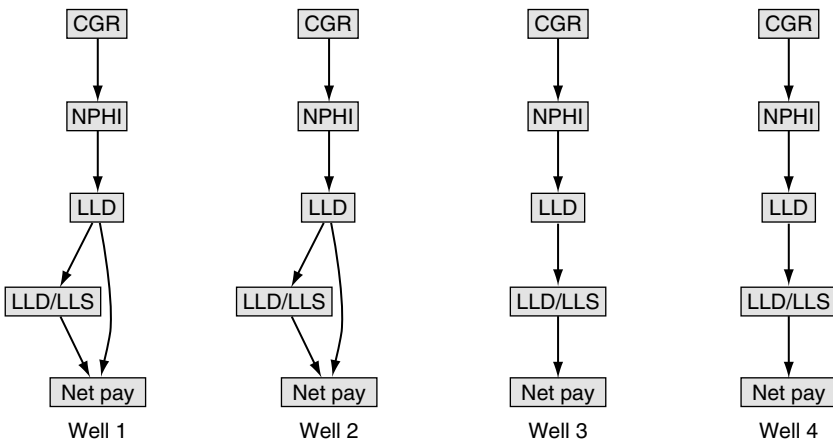 CGR
NPHI
LLD
LLD/LLS
Net pay
Well 1
CGR
NPHI
LLD
LLD/LLS
Net pay
Well 2
CGR
NPHI
LLD
LLD/LLS
Net pay
Well 3
CGR
NPHI
LLD
LLD/LLS
Net pay
Well 4